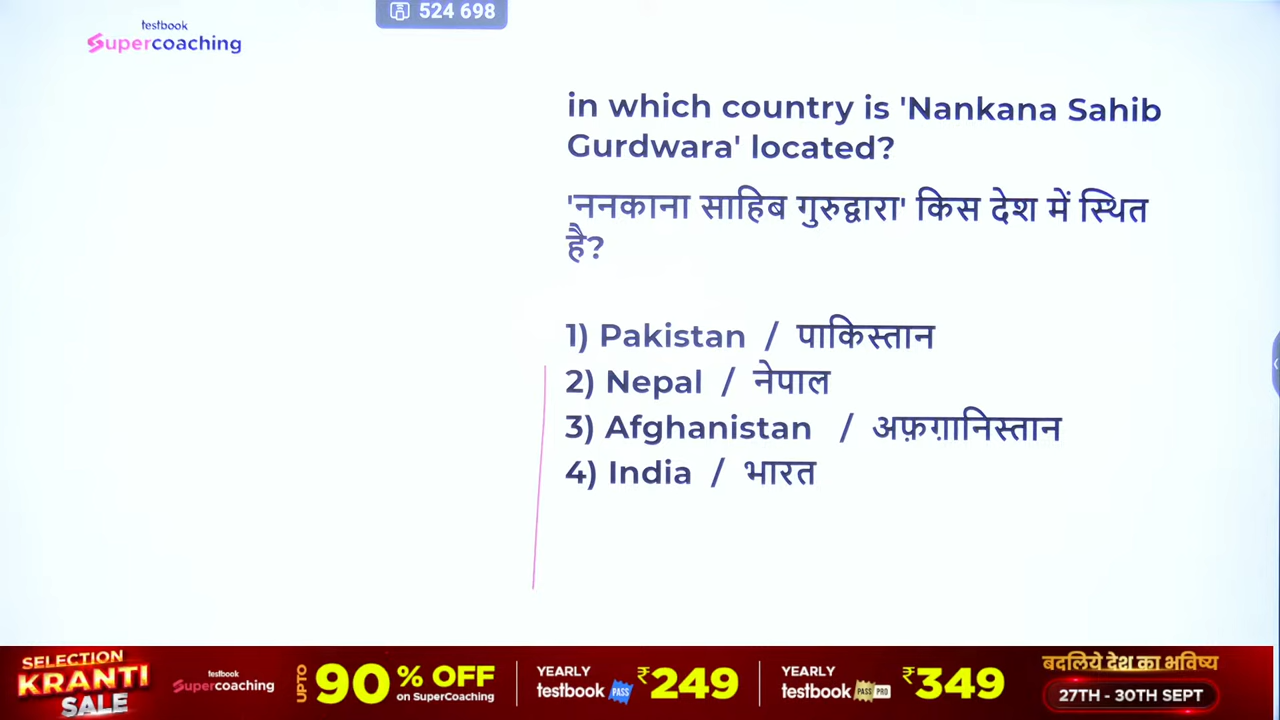 testbook
Supercoaching
524 698
in which country is 'Nankana Sahib
Gurdwara' located?
'ननकाना साहिब गुरुद्वारा' किस देश में स्थित
है?
1) Pakistan / पाकिस्तान
2) Nepal / नेपाल
3) Afghanistan / अफ़ग़ानिस्तान
4) India / भारत
SELECTION
KRANTI
SALE
testbook
Supercoaching
UPTO
90% OFF
on SuperCoaching
YEARLY
testbook PASS
₹249
YEARLY
testbook PASS PRO
₹349
बदलिये देश का भविष्य
27TH - 30TH SEPT